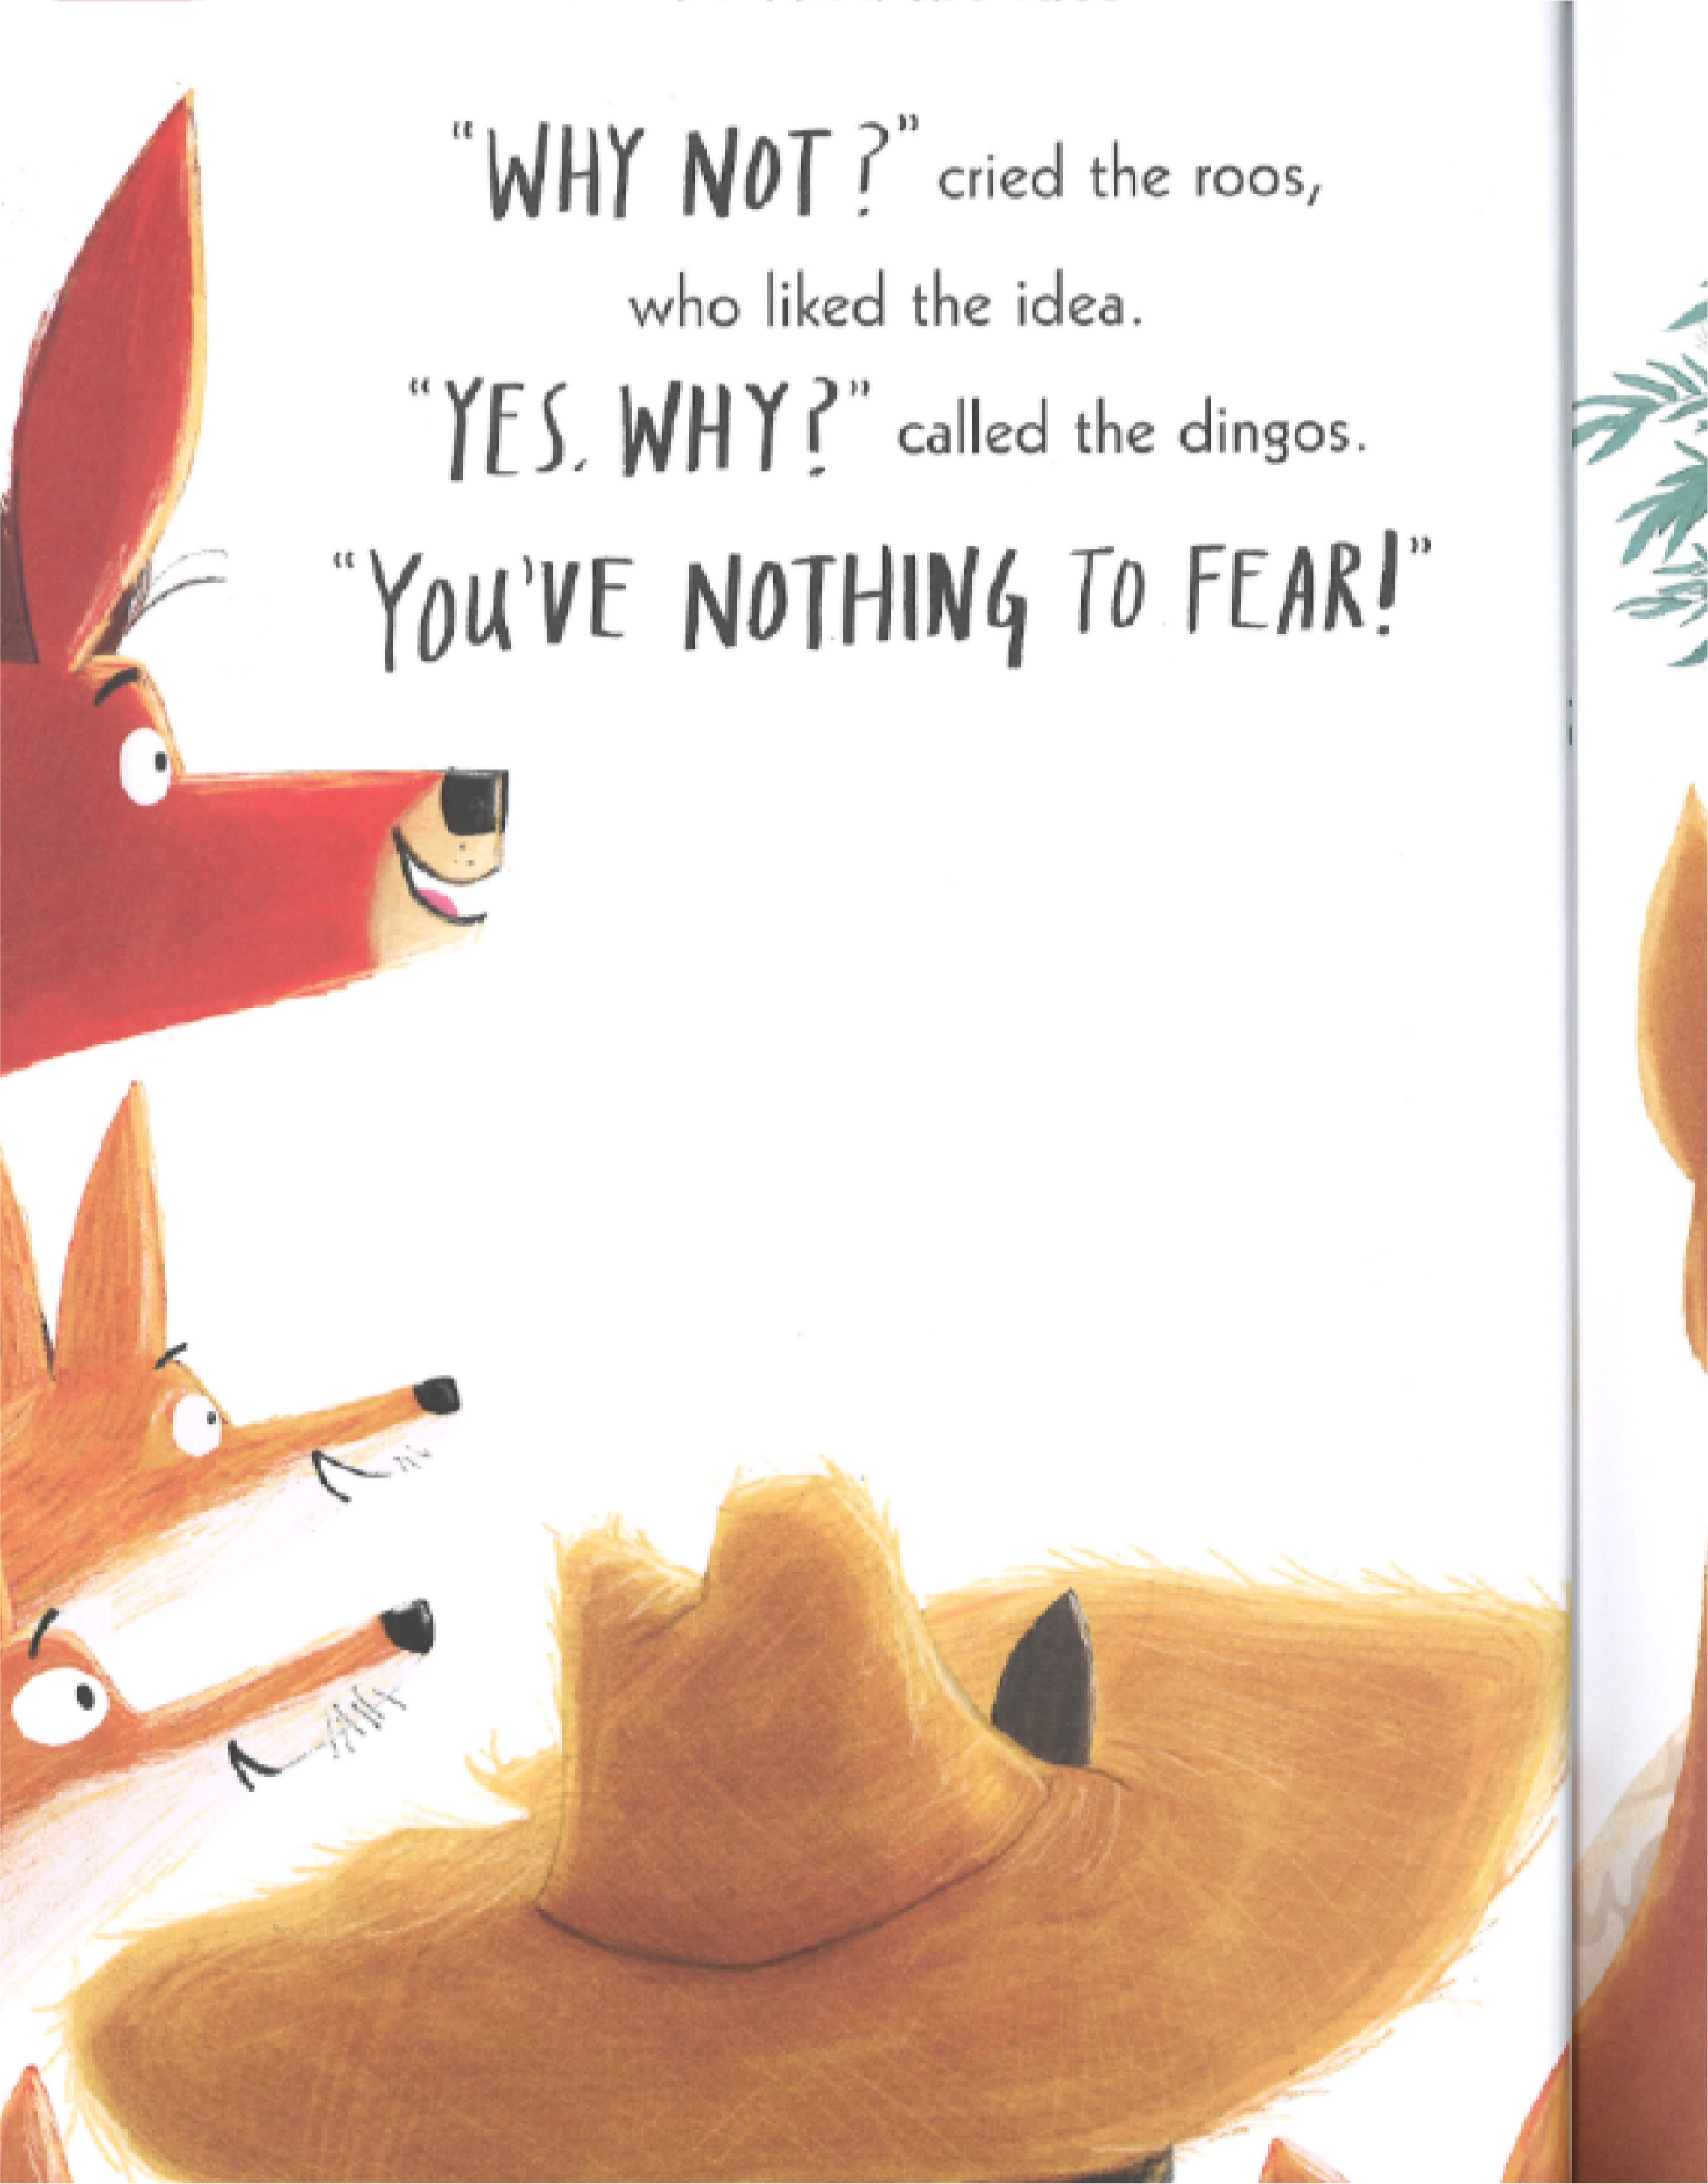 “WHY NOT?” cried the roos,
who liked the idea.
“YES, WHY?” called the dingos.
“YOU'VE NOTHING TO FEAR!”